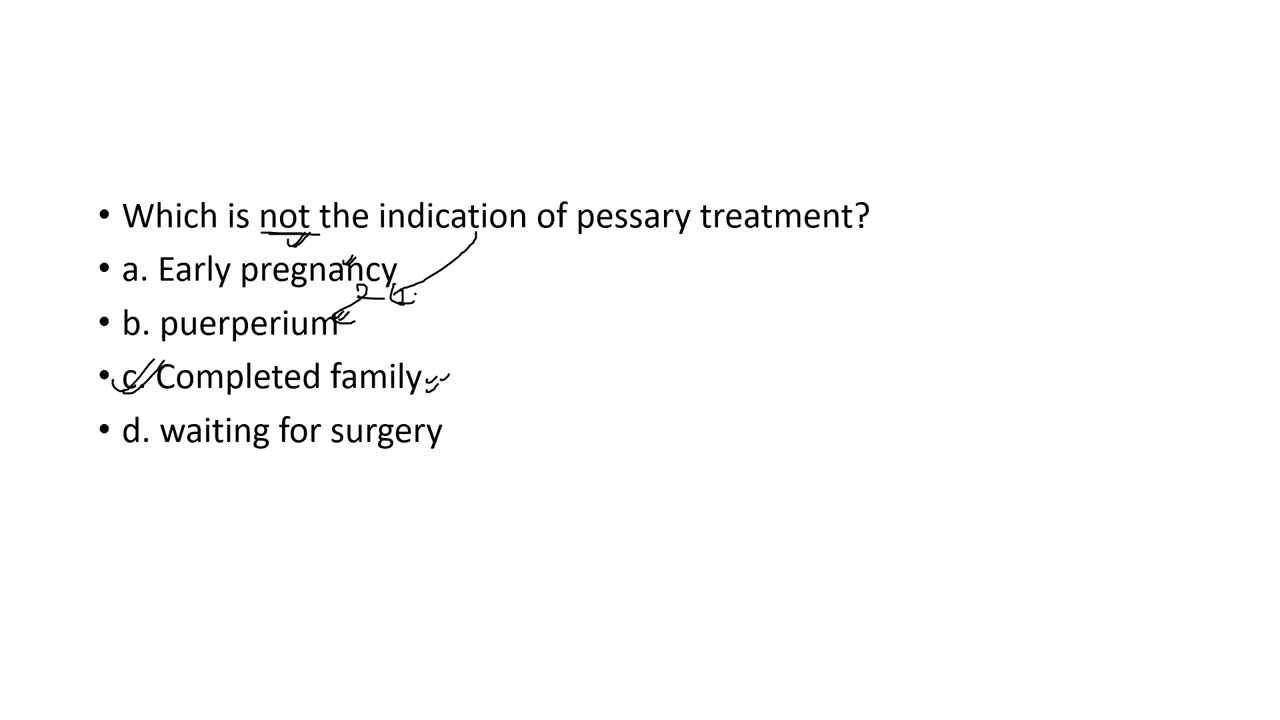 • Which is not the indication of pessary treatment?
• a. Early pregnancy
• b. puerperium
• c. Completed family
• d. waiting for surgery